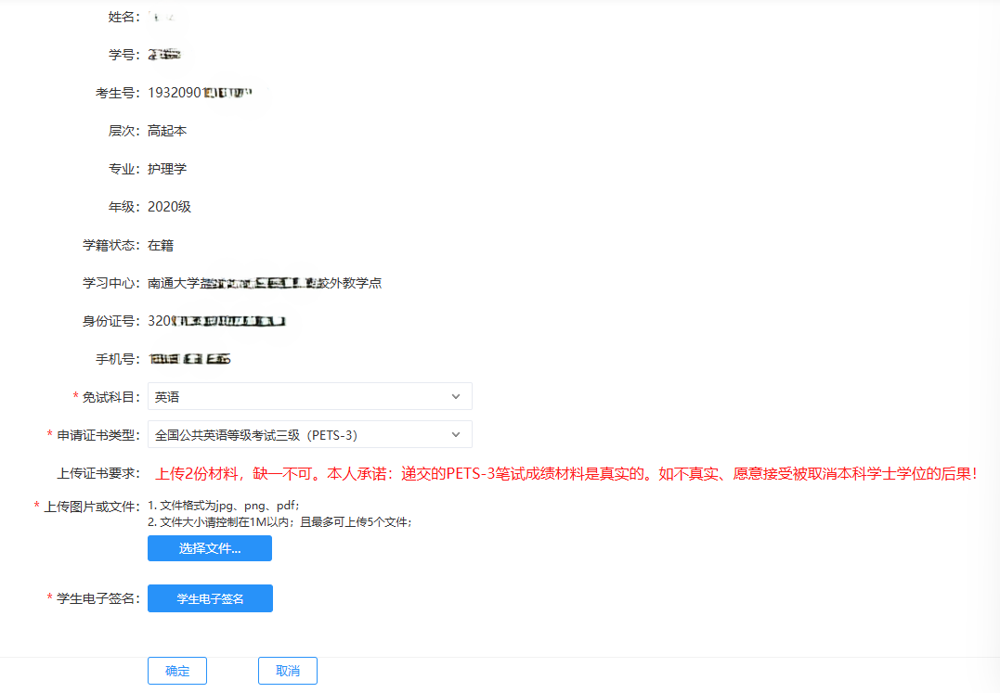 姓名：
学号：2
考生号：1932090
层次：高起本
专业：护理学
年级：2020级
学籍状态：在籍
学习中心：南通大学 校外教学点
身份证号：320
手机号：
* 免试科目：英语
* 申请证书类型：全国公共英语等级考试三级（PETS-3）
上传证书要求：上传2份材料，缺一不可。本人承诺：递交的PETS-3笔试成绩材料是真实的。如不真实、愿意接受被取消本科学士学位的后果！
* 上传图片或文件：1. 文件格式为jpg、png、pdf；
2. 文件大小请控制在1M以内；且最多可上传5个文件；
选择文件...
* 学生电子签名：学生电子签名
确定 取消